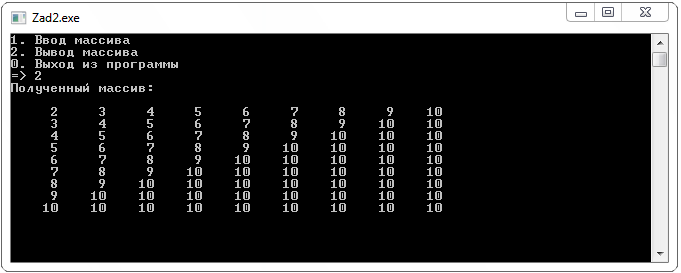 Zad2.exe
1. Ввод массива
2. Вывод массива
0. Выход из программы
=> 2
Полученный массив:
2 3 4 5 6 7 8 9 10
3 4 5 6 7 8 9 10 10
4 5 6 7 8 9 10 10 10
5 6 7 8 9 10 10 10 10
6 7 8 9 10 10 10 10 10
7 8 9 10 10 10 10 10 10
8 9 10 10 10 10 10 10 10
9 10 10 10 10 10 10 10 10
10 10 10 10 10 10 10 10 10